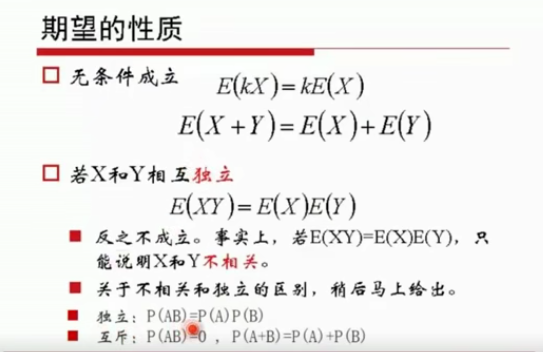 期望的性质
无条件成立 E(kX)=kE(X)
E(X+Y)=E(X)+E(Y)
若X和Y相互独立
E(XY)=E(X)E(Y)
反之不成立。事实上，若E(XY)=E(X)E(Y)，只
能说明X和Y不相关。
关于不相关和独立的区别，稍后马上给出。
独立：P(AB)=P(A)P(B)
互斥：P(AB)=0 ，P(A+B)=P(A)+P(B)